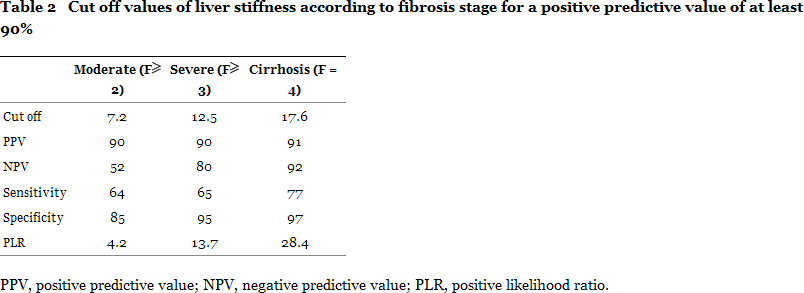 Table 2 Cut off values of liver stiffness according to fibrosis stage for a positive predictive value of at least
90%
Moderate (F⩾ Severe (F⩾ Cirrhosis (F =
2) 3) 4)
Cut off 7.2 12.5 17.6
PPV 90 90 91
NPV 52 80 92
Sensitivity 64 65 77
Specificity 85 95 97
PLR 4.2 13.7 28.4
PPV, positive predictive value; NPV, negative predictive value; PLR, positive likelihood ratio.